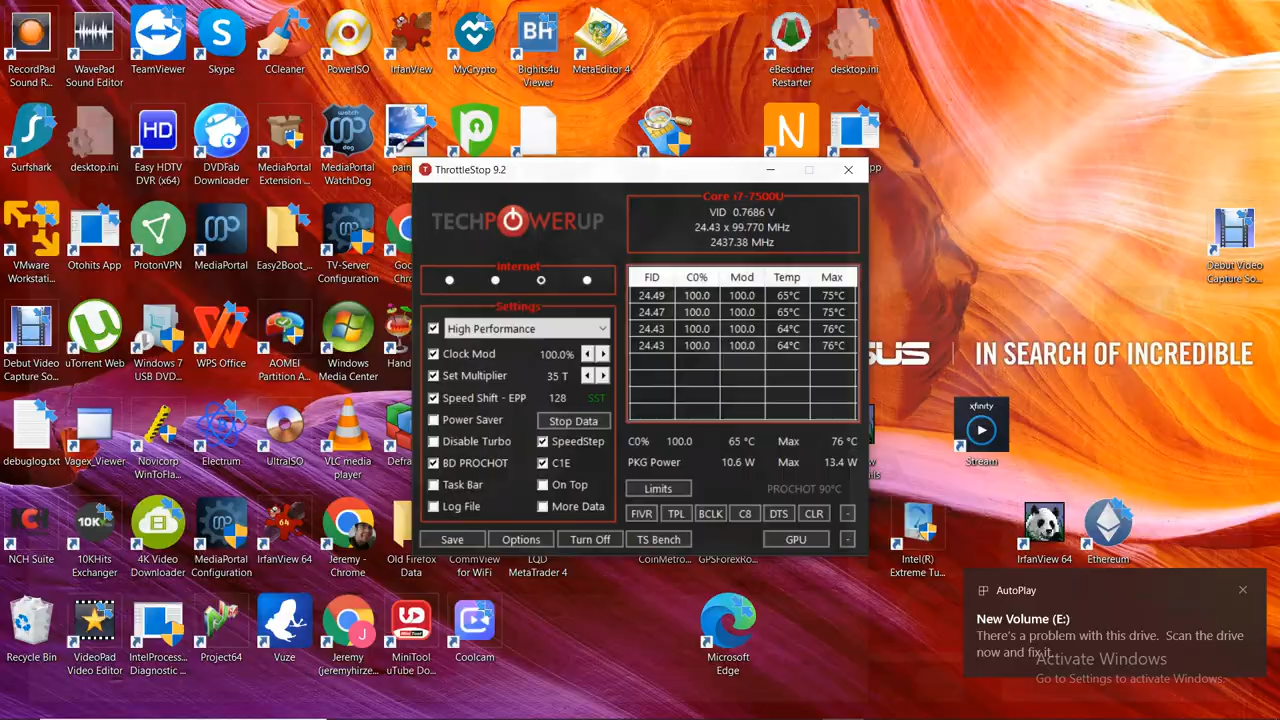 RecordPad
Sound R...
WavePad
Sound Editor
TeamViewer
Skype
CCleaner
PowerISO
IrfanView
MyCrypto
BH
Bighits4u
Viewer
MetaEditor 4
eBesucher
Restarter
desktop.ini
Surfshark
desktop.ini
HD
Easy HDTV
DVR (x64)
DVDFab
Downloader
MediaPortal
Extension ...
watch
dog
MediaPortal
WatchDog
VMware
Workstati...
Otohits App
ProtonVPN
MediaPortal
Easy2Boot_...
TV-Server
Configuration
Debut Video
Capture So...
Debut Video
Capture So...
uTorrent Web
Windows 7
USB DVD...
WPS Office
AOMEI
Partition A...
Windows
Media Center
debuglog.txt
Vagex_Viewer
Novicorp
WinToFla...
Electrum
UltraISO
VLC media
player
NCH Suite
10K
10KHits
Exchanger
4K Video
Downloader
MediaPortal
Configuration
64
IrfanView 64
Jeremy -
Chrome
Old Firefox
Data
CommView
for WiFi
LQD
MetaTrader 4
CoinMetro...
GPSForexRo...
Recycle Bin
VideoPad
Video Editor
IntelProcess...
Diagnostic ...
Project64
Vuze
J
Jeremy
(jeremyhirze...
UD
MiniTool
uTube Do...
Coolcam
Microsoft
Edge
ThrottleStop 9.2
TECHPOWERUP
Core i7-7500U
VID 0.7686 V
24.43 x 99.770 MHz
2437.38 MHz
Internet
Settings
High Performance
Clock Mod 100.0%
Set Multiplier 35 T
Speed Shift - EPP 128 SST
Power Saver Stop Data
Disable Turbo SpeedStep
BD PROCHOT C1E
Task Bar On Top
Log File More Data
Save Options Turn Off TS Bench GPU -
FID C0% Mod Temp Max
24.49 100.0 100.0 65°C 75°C
24.47 100.0 100.0 65°C 75°C
24.43 100.0 100.0 64°C 76°C
24.43 100.0 100.0 64°C 76°C
C0% 100.0 65 °C Max 76 °C
PKG Power 10.6 W Max 13.4 W
Limits PROCHOT 90°C
FIVR TPL BCLK C8 DTS CLR -
IN SEARCH OF INCREDIBLE
xfinity
Stream
Intel(R)
Extreme Tu...
IrfanView 64
Ethereum
AutoPlay
New Volume (E:)
There's a problem with this drive. Scan the drive
now and fix it.
Activate Windows
Go to Settings to activate Windows.